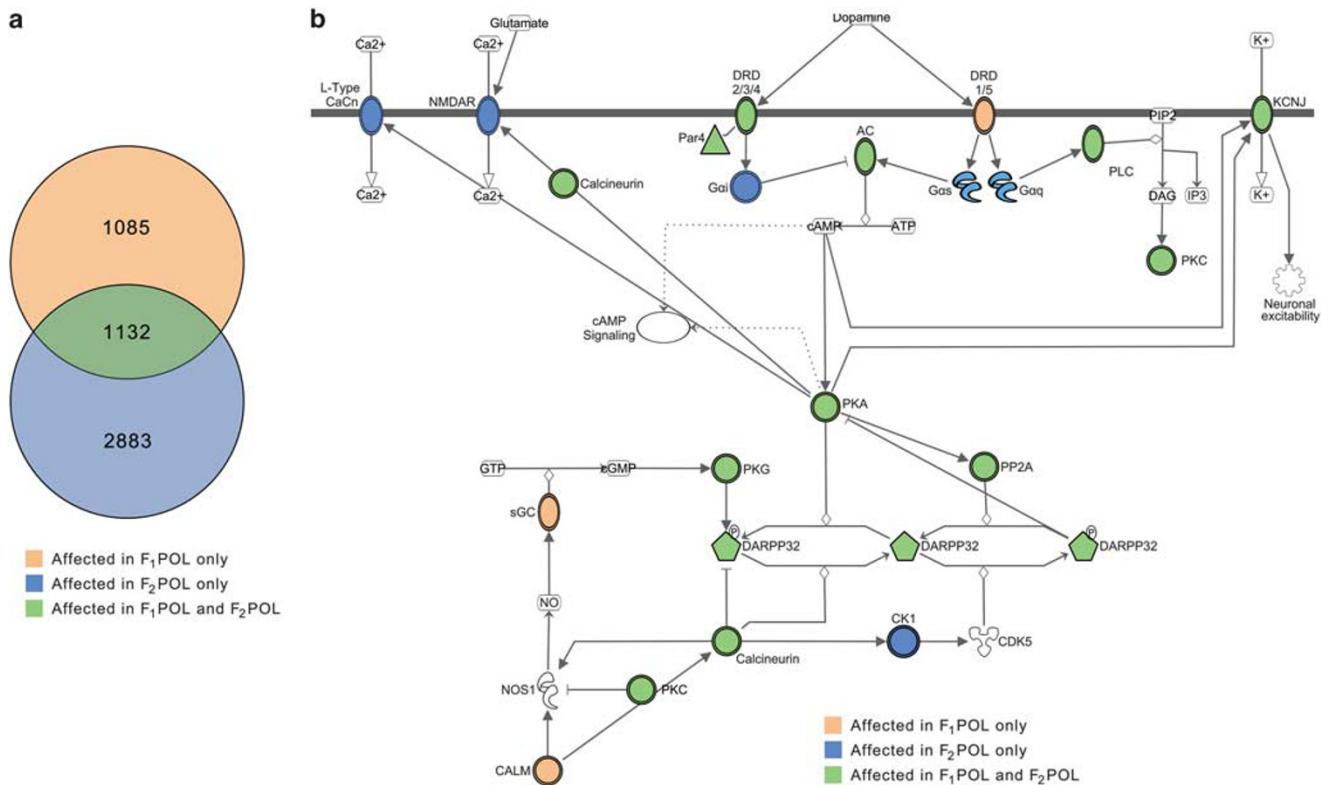 a
1085
1132
2883
Affected in F₁POL only
Affected in F₂POL only
Affected in F₁POL and F₂POL
b
Glutamate
Dopamine
Ca2+
Ca2+
K+
L-Type
CaCn
NMDAR
DRD
2/3/4
DRD
1/5
KCNJ
Par4
AC
PIP2
PLC
Calcineurin
Gαi
Gαs
Gαq
Ca2+
Ca2+
DAG
IP3
K+
cAMP
ATP
PKC
Neuronal
excitability
cAMP
Signaling
PKA
GTP
cGMP
PKG
PP2A
sGC
P
DARPP32
DARPP32
P
DARPP32
NO
Calcineurin
CK1
CDK5
NOS1
PKC
CALM
Affected in F₁POL only
Affected in F₂POL only
Affected in F₁POL and F₂POL